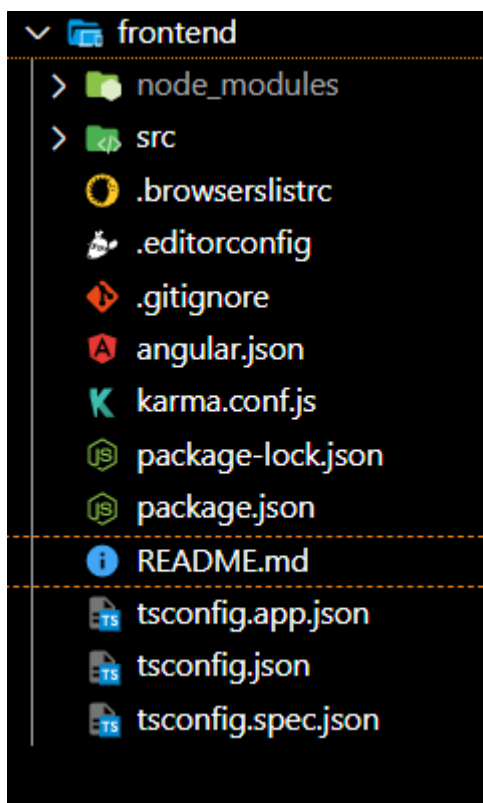 frontend
node_modules
src
.browserslistrc
.editorconfig
.gitignore
angular.json
karma.conf.js
package-lock.json
package.json
README.md
tsconfig.app.json
tsconfig.json
tsconfig.spec.json